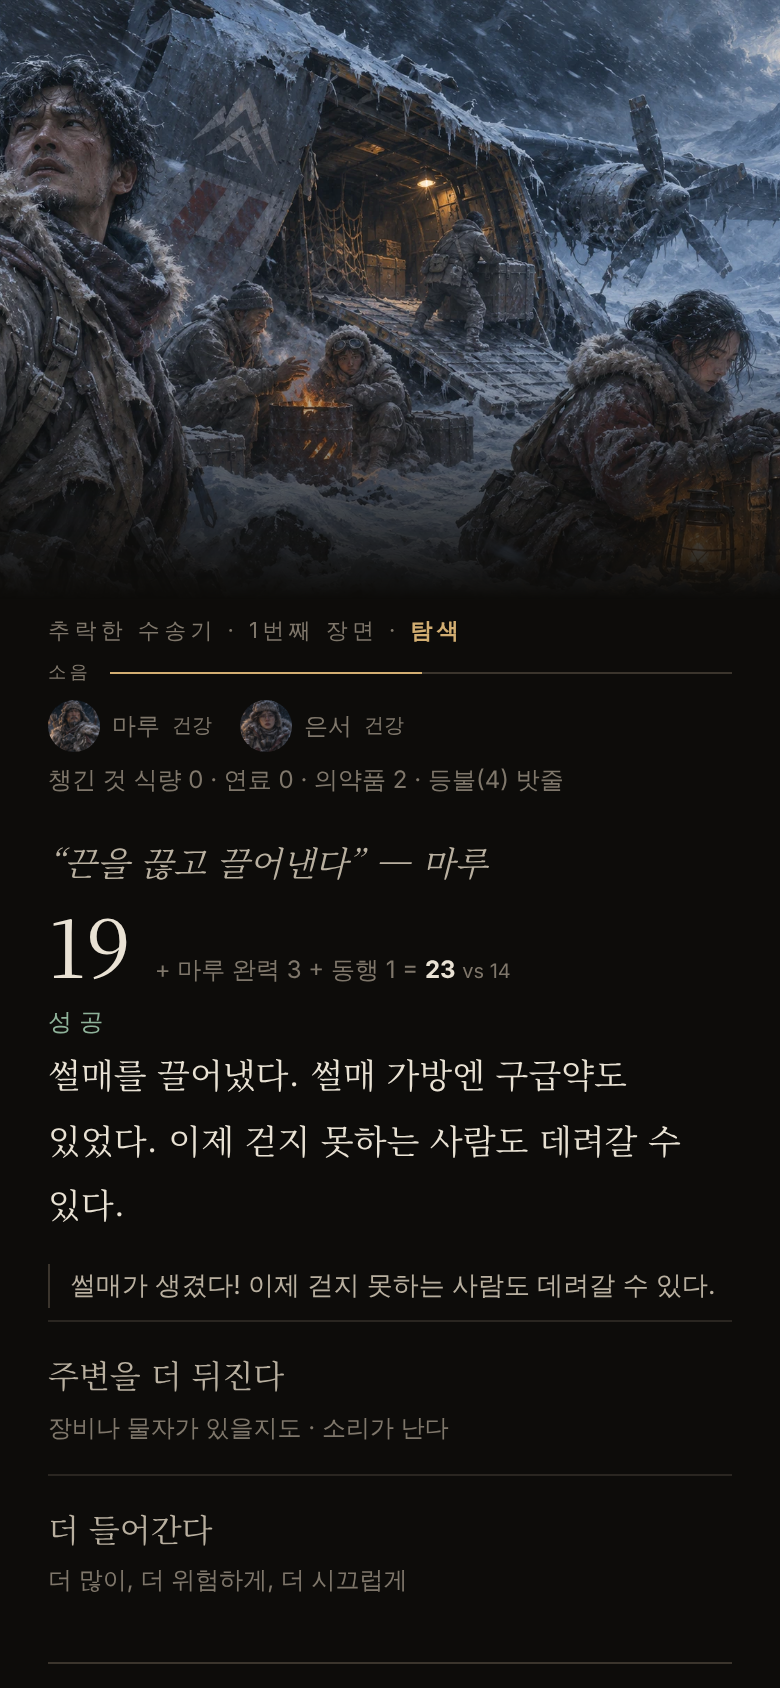 추락한 수송기 · 1번째 장면 · 탐색
소음
마루 건강 은서 건강
챙긴 것 식량 0 · 연료 0 · 의약품 2 · 등불(4) 밧줄
“끈을 끊고 끌어낸다” — 마루
19 + 마루 완력 3 + 동행 1 = 23 vs 14
성공
썰매를 끌어냈다. 썰매 가방엔 구급약도
있었다. 이제 걷지 못하는 사람도 데려갈 수
있다.
썰매가 생겼다! 이제 걷지 못하는 사람도 데려갈 수 있다.
주변을 더 뒤진다
장비나 물자가 있을지도 · 소리가 난다
더 들어간다
더 많이, 더 위험하게, 더 시끄럽게